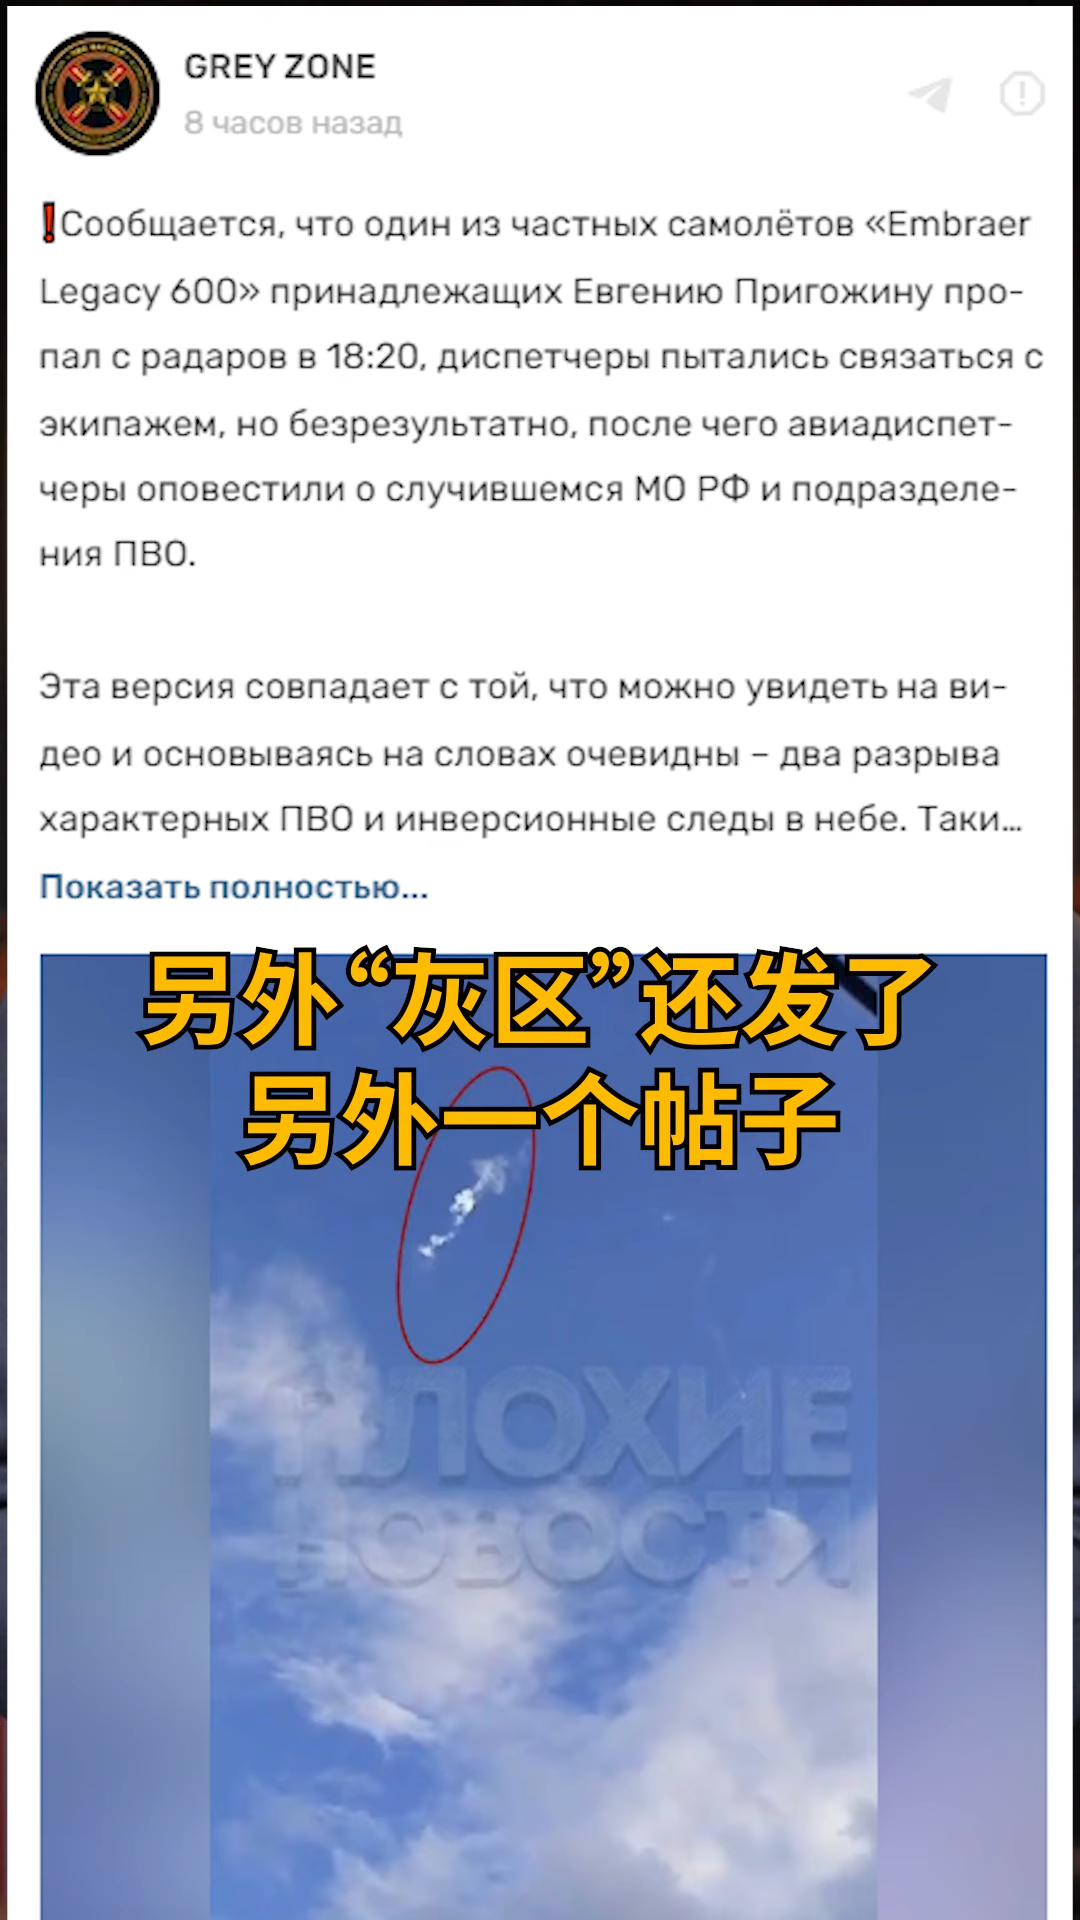 GREY ZONE
8 часов назад
❗Сообщается, что один из частных самолётов «Embraer
Legacy 600» принадлежащих Евгению Пригожину про-
пал с радаров в 18:20, диспетчеры пытались связаться с
экипажем, но безрезультатно, после чего авиадиспет-
черы оповестили о случившемся МО РФ и подразделе-
ния ПВО.
Эта версия совпадает с той, что можно увидеть на ви-
део и основываясь на словах очевидны – два разрыва
характерных ПВО и инверсионные следы в небе. Таки...
Показать полностью...
另外“灰区”还发了
另外一个帖子
ПЛОХИЕ
НОВОСТИ